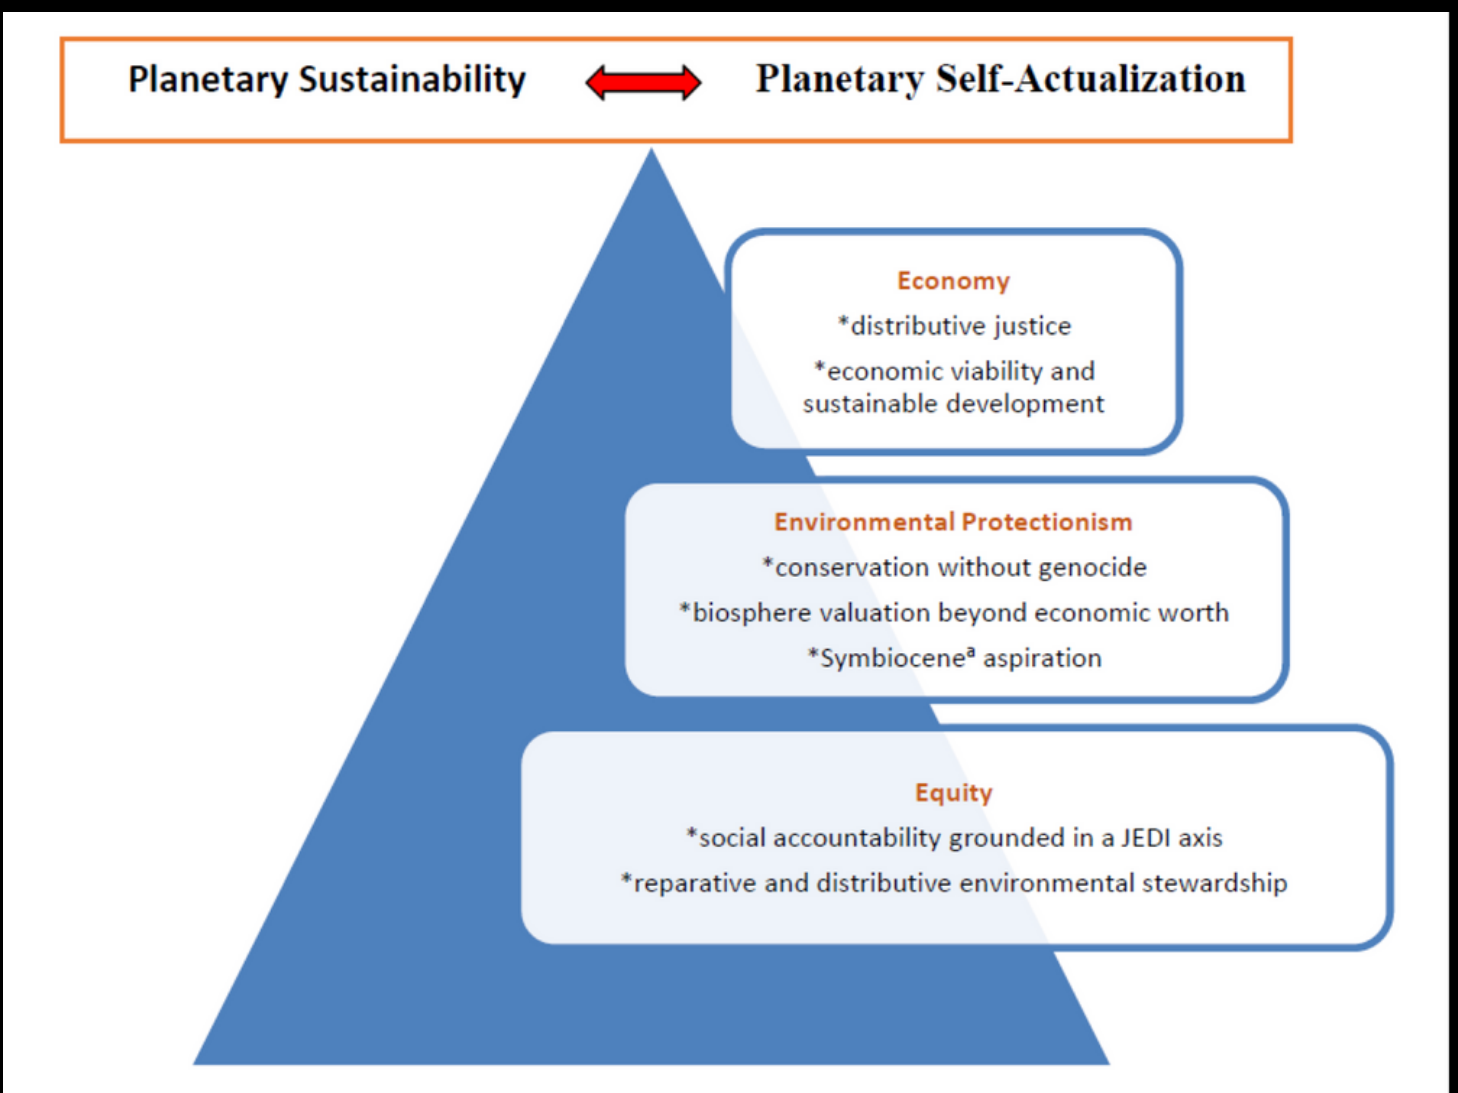 Planetary Sustainability Planetary Self-Actualization
Economy
*distributive justice
*economic viability and
sustainable development
Environmental Protectionism
*conservation without genocide
*biosphere valuation beyond economic worth
*Symbioceneª aspiration
Equity
*social accountability grounded in a JEDI axis
*reparative and distributive environmental stewardship